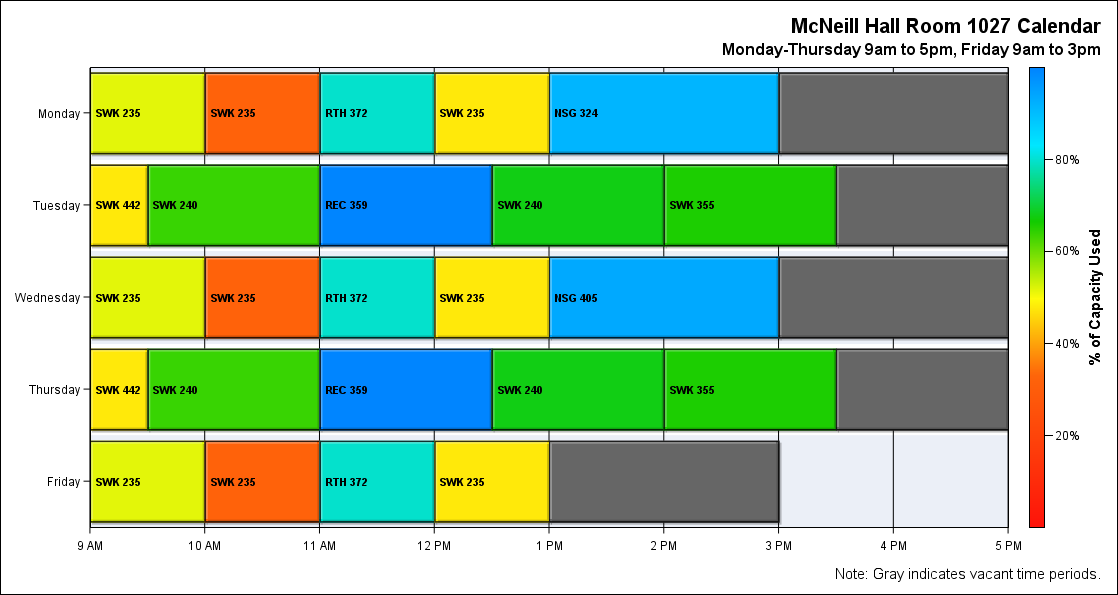 McNeill Hall Room 1027 Calendar
Monday-Thursday 9am to 5pm, Friday 9am to 3pm
Monday
SWK 235
SWK 235
RTH 372
SWK 235
NSG 324
Tuesday
SWK 442
SWK 240
REC 359
SWK 240
SWK 355
Wednesday
SWK 235
SWK 235
RTH 372
SWK 235
NSG 405
Thursday
SWK 442
SWK 240
REC 359
SWK 240
SWK 355
Friday
SWK 235
SWK 235
RTH 372
SWK 235
9 AM
10 AM
11 AM
12 PM
1 PM
2 PM
3 PM
4 PM
5 PM
80%
60%
40%
20%
% of Capacity Used
Note: Gray indicates vacant time periods.